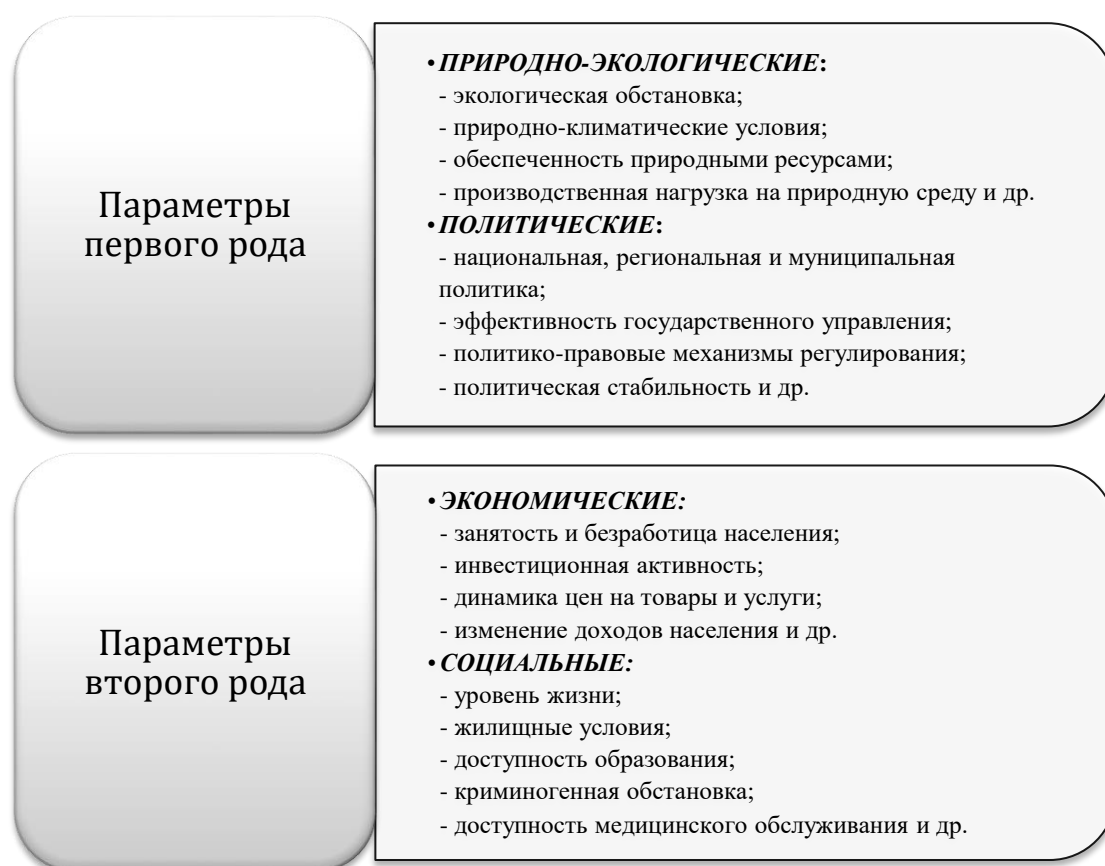 Параметры
первого рода
•ПРИРОДНО-ЭКОЛОГИЧЕСКИЕ:
- экологическая обстановка;
- природно-климатические условия;
- обеспеченность природными ресурсами;
- производственная нагрузка на природную среду и др.
•ПОЛИТИЧЕСКИЕ:
- национальная, региональная и муниципальная
политика;
- эффективность государственного управления;
- политико-правовые механизмы регулирования;
- политическая стабильность и др.
Параметры
второго рода
•ЭКОНОМИЧЕСКИЕ:
- занятость и безработица населения;
- инвестиционная активность;
- динамика цен на товары и услуги;
- изменение доходов населения и др.
•СОЦИАЛЬНЫЕ:
- уровень жизни;
- жилищные условия;
- доступность образования;
- криминогенная обстановка;
- доступность медицинского обслуживания и др.